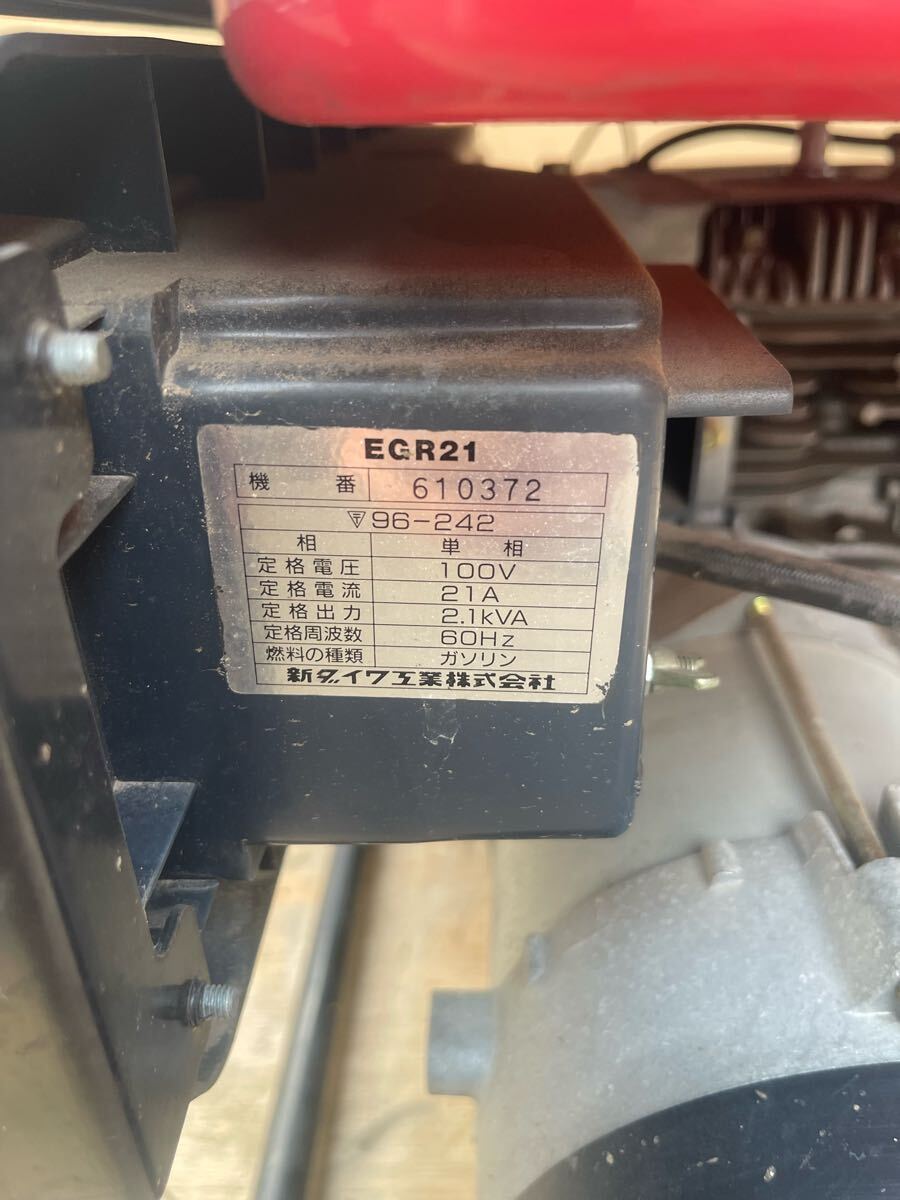 EGR21
機番 610372
〒96-242
相 単相
定格電圧 100V
定格電流 21A
定格出力 2.1kVA
定格周波数 60Hz
燃料の種類 ガソリン
新ダイワ工業株式会社